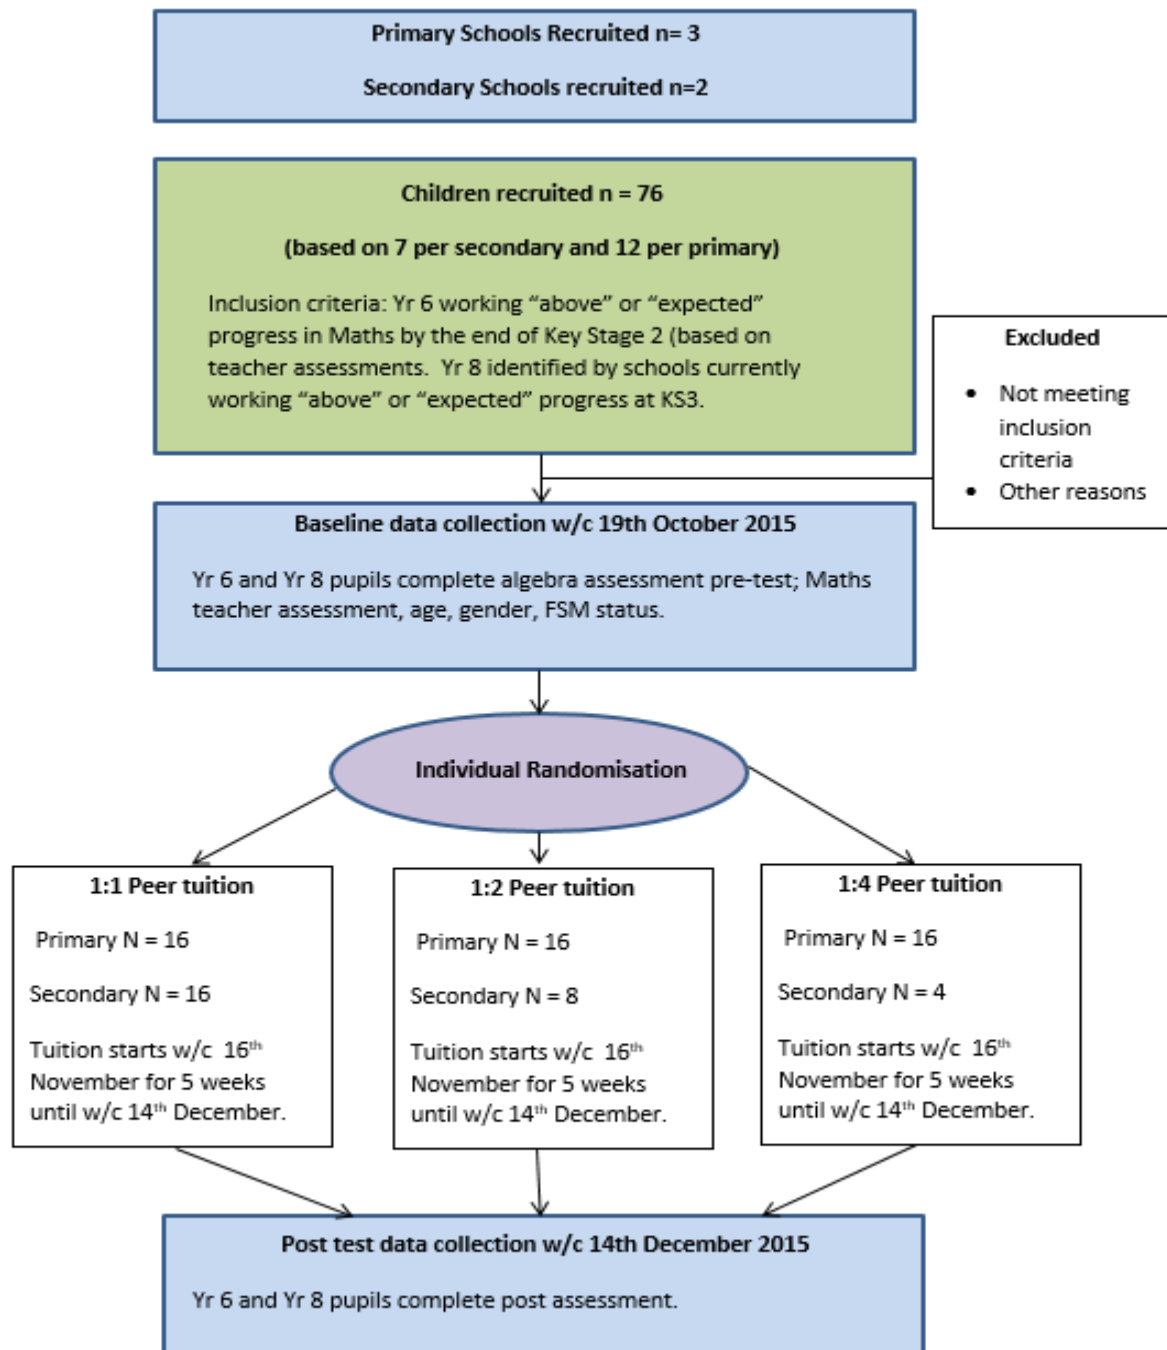 Primary Schools Recruited n= 3
Secondary Schools recruited n=2
Children recruited n = 76
(based on 7 per secondary and 12 per primary)
Inclusion criteria: Yr 6 working “above” or “expected”
progress in Maths by the end of Key Stage 2 (based on
teacher assessments. Yr 8 identified by schools currently
working “above” or “expected” progress at KS3.
Excluded
• Not meeting
inclusion
criteria
• Other reasons
Baseline data collection w/c 19th October 2015
Yr 6 and Yr 8 pupils complete algebra assessment pre-test; Maths
teacher assessment, age, gender, FSM status.
Individual Randomisation
1:1 Peer tuition
Primary N = 16
Secondary N = 16
Tuition starts w/c 16th
November for 5 weeks
until w/c 14th December.
1:2 Peer tuition
Primary N = 16
Secondary N = 8
Tuition starts w/c 16th
November for 5 weeks
until w/c 14th December.
1:4 Peer tuition
Primary N = 16
Secondary N = 4
Tuition starts w/c 16th
November for 5 weeks
until w/c 14th December.
Post test data collection w/c 14th December 2015
Yr 6 and Yr 8 pupils complete post assessment.